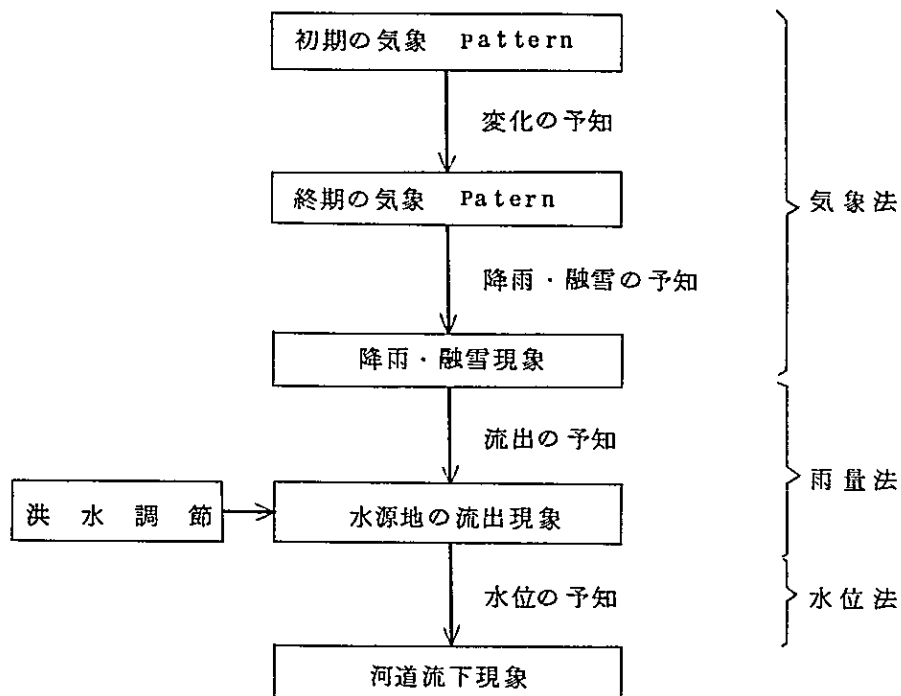 初期の気象 pattern
変化の予知
終期の気象 Patern
気象法
降雨・融雪の予知
降雨・融雪現象
流出の予知
雨量法
洪水調節
水源地の流出現象
水位の予知
水位法
河道流下現象